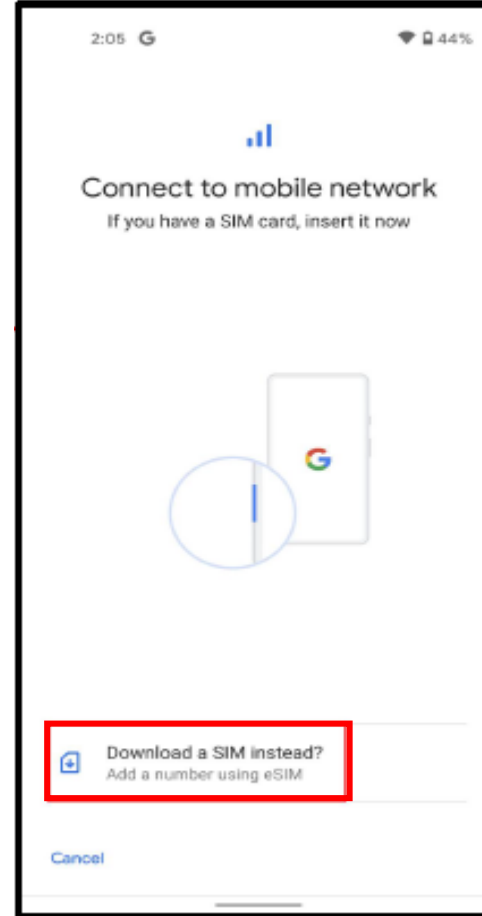 2:05 G 44%
Connect to mobile network
If you have a SIM card, insert it now
G
Download a SIM instead?
Add a number using eSIM
Cancel